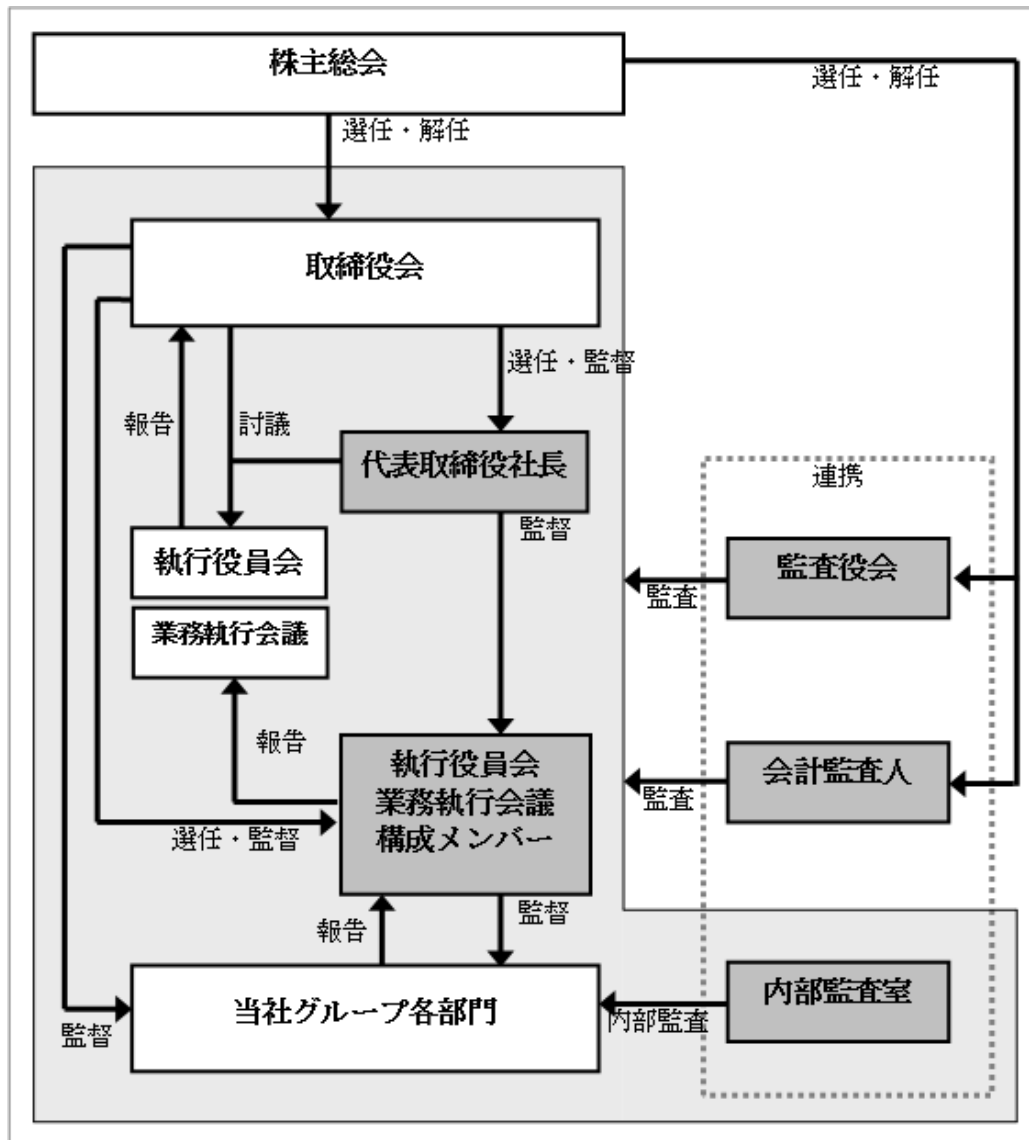 株主総会
選任・解任
選任・解任
取締役会
選任・監督
報告
討議
代表取締役社長
連携
監督
執行役員会
監査役会
監査
業務執行会議
報告
執行役員会
業務執行会議
構成メンバー
会計監査人
監査
選任・監督
報告
監督
当社グループ各部門
内部監査室
内部監査
監督